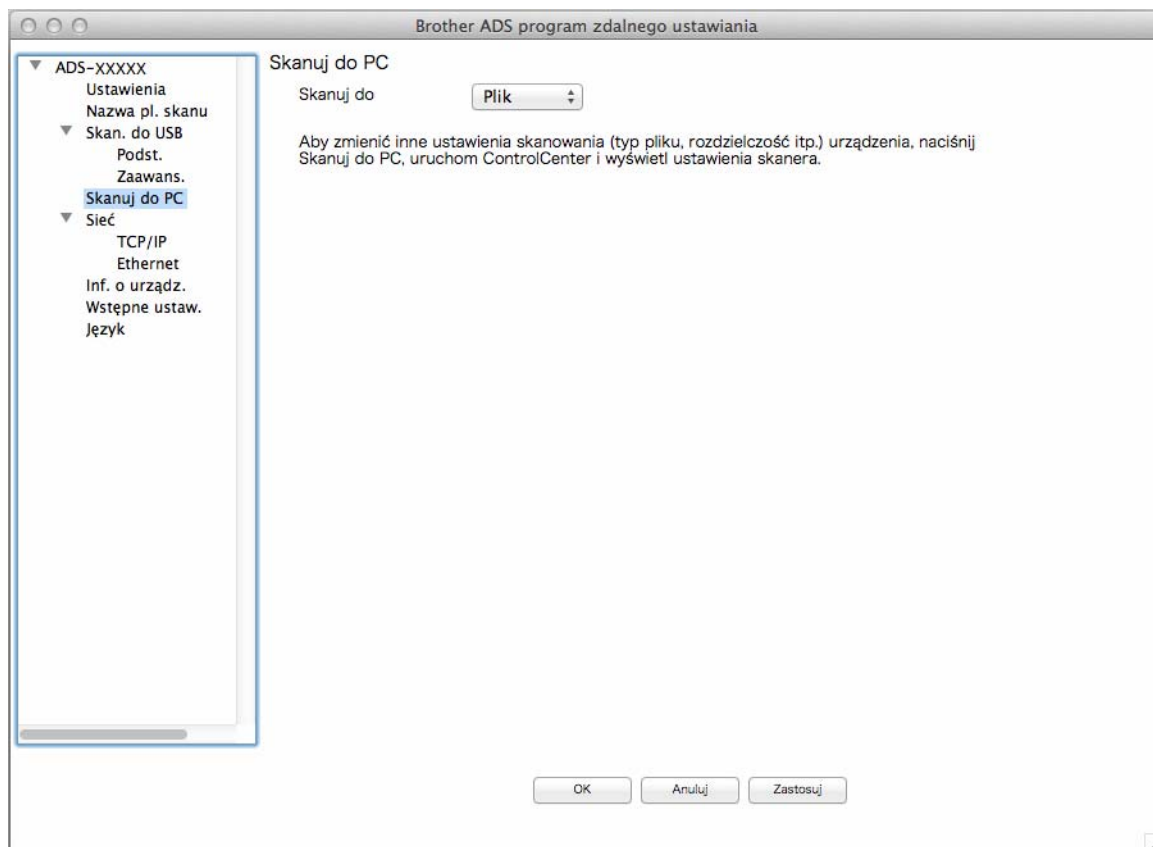 Brother ADS program zdalnego ustawiania
ADS-XXXXX
Ustawienia
Nazwa pl. skanu
Skan. do USB
Podst.
Zaawans.
Skanuj do PC
Sieć
TCP/IP
Ethernet
Inf. o urządz.
Wstępne ustaw.
Język
Skanuj do PC
Skanuj do Plik
Aby zmienić inne ustawienia skanowania (typ pliku, rozdzielczość itp.) urządzenia, naciśnij
Skanuj do PC, uruchom ControlCenter i wyświetl ustawienia skanera.
OK Anuluj Zastosuj